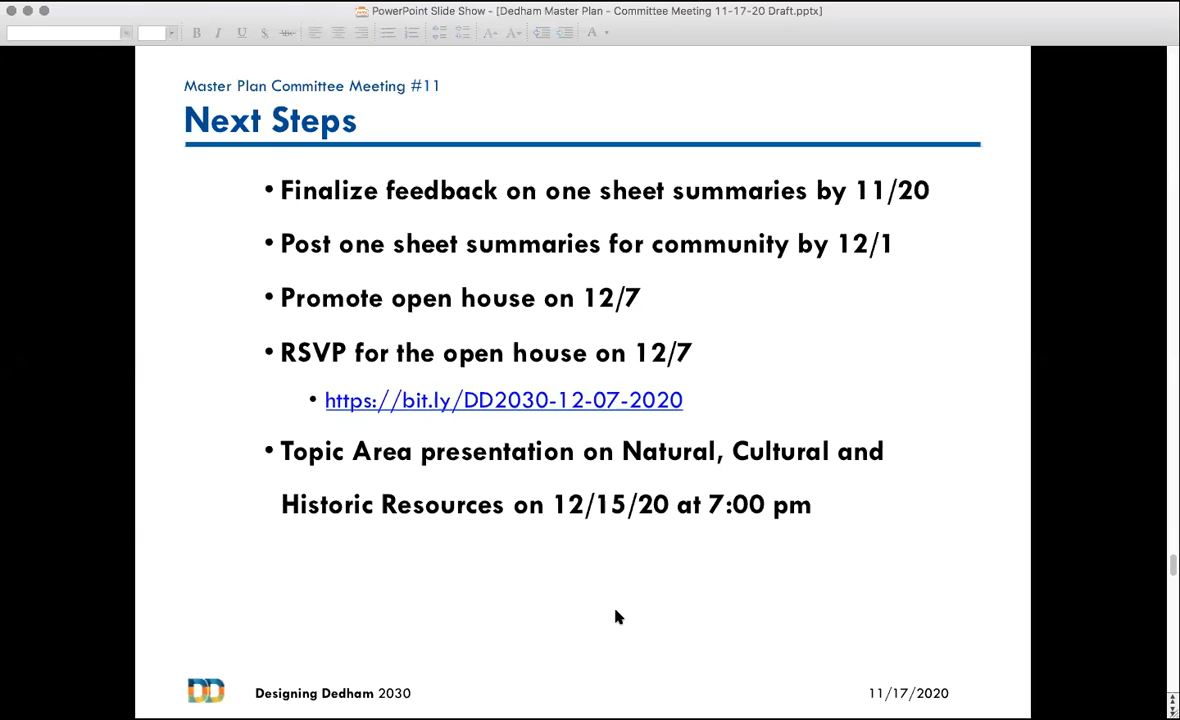 PowerPoint Slide Show - [Dedham Master Plan - Committee Meeting 11-17-20 Draft.pptx]
B I U S ABC
A A A
Master Plan Committee Meeting #11
Next Steps
• Finalize feedback on one sheet summaries by 11/20
• Post one sheet summaries for community by 12/1
• Promote open house on 12/7
• RSVP for the open house on 12/7
• https://bit.ly/DD2030-12-07-2020
• Topic Area presentation on Natural, Cultural and
Historic Resources on 12/15/20 at 7:00 pm
DD Designing Dedham 2030 11/17/2020